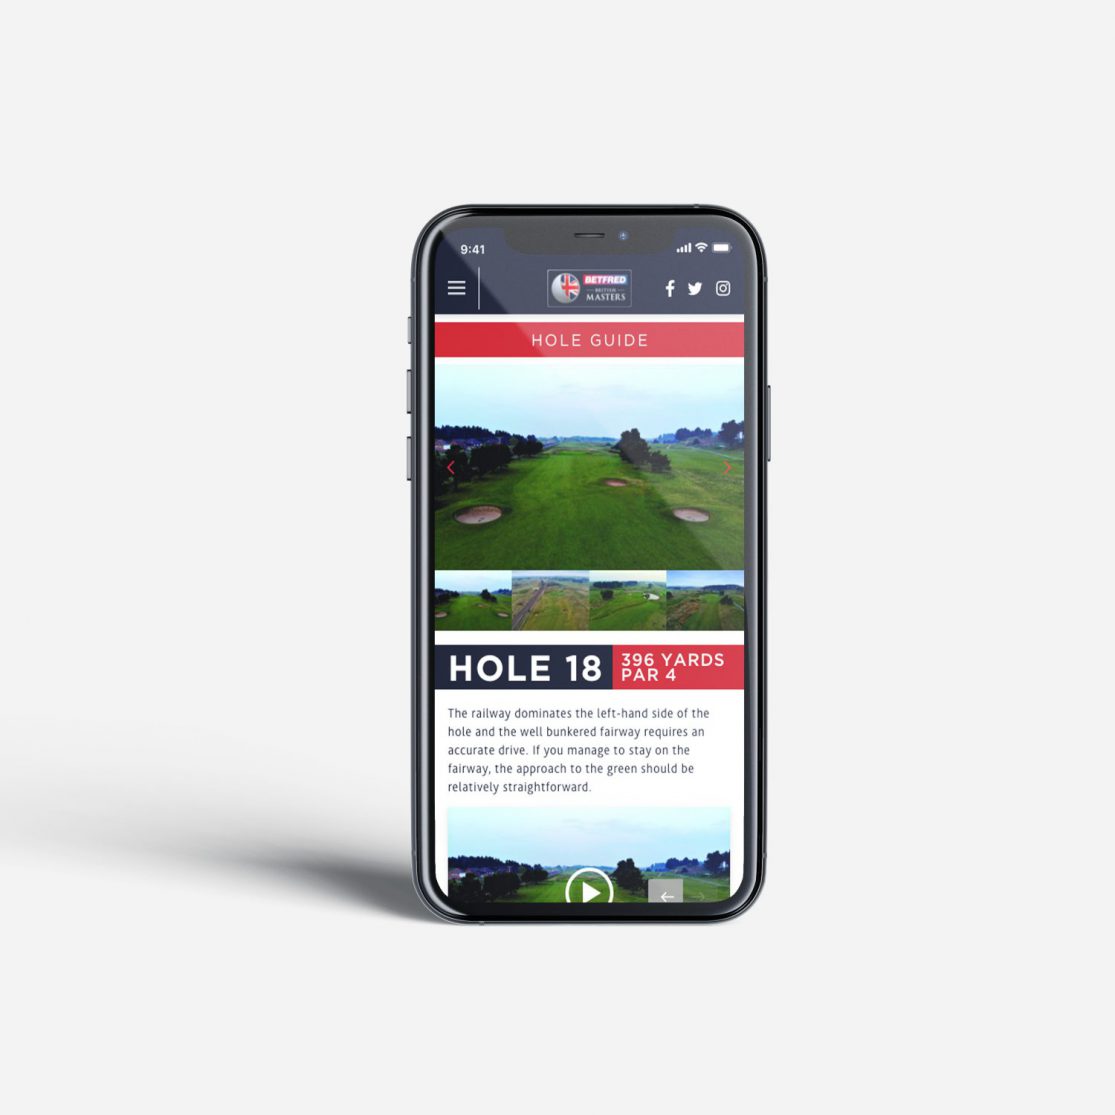 9:41
BETFRED
BRITISH
MASTERS
HOLE GUIDE
HOLE 18
396 YARDS
PAR 4
The railway dominates the left-hand side of the
hole and the well bunkered fairway requires an
accurate drive. If you manage to stay on the
fairway, the approach to the green should be
relatively straightforward.